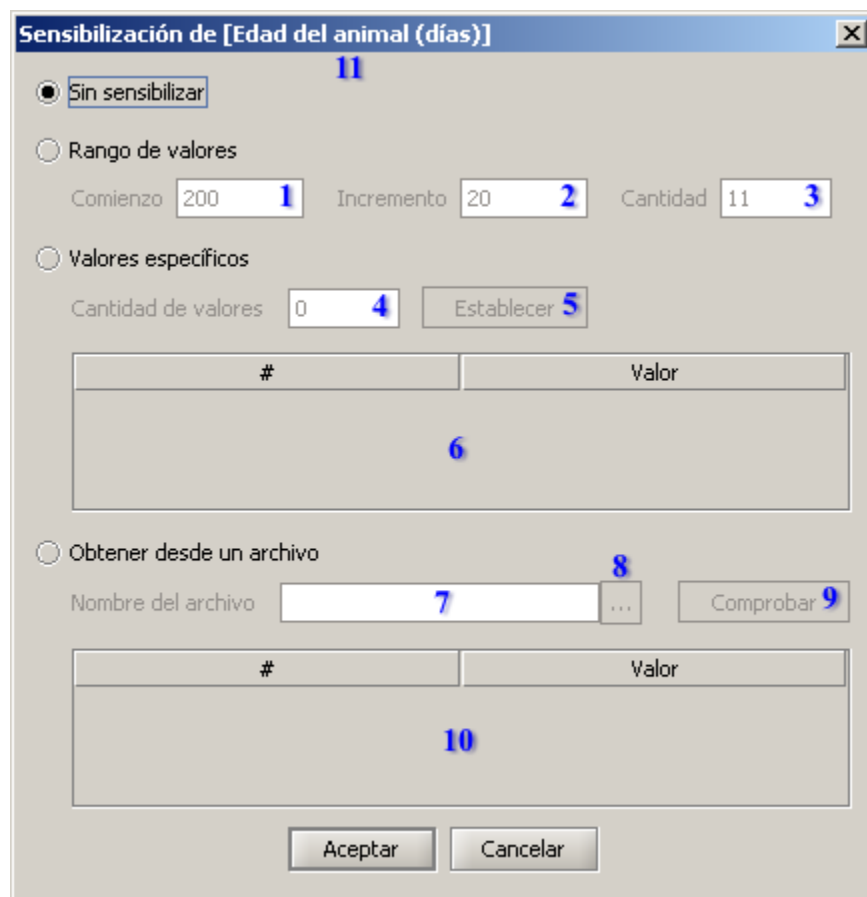 Sensibilización de [Edad del animal (días)]
11
Sin sensibilizar
Rango de valores
Comienzo 200 1 Incremento 20 2 Cantidad 11 3
Valores específicos
Cantidad de valores 0 4 Establecer 5
# Valor
6
Obtener desde un archivo
8
Nombre del archivo 7 ... Comprobar 9
# Valor
10
Aceptar Cancelar